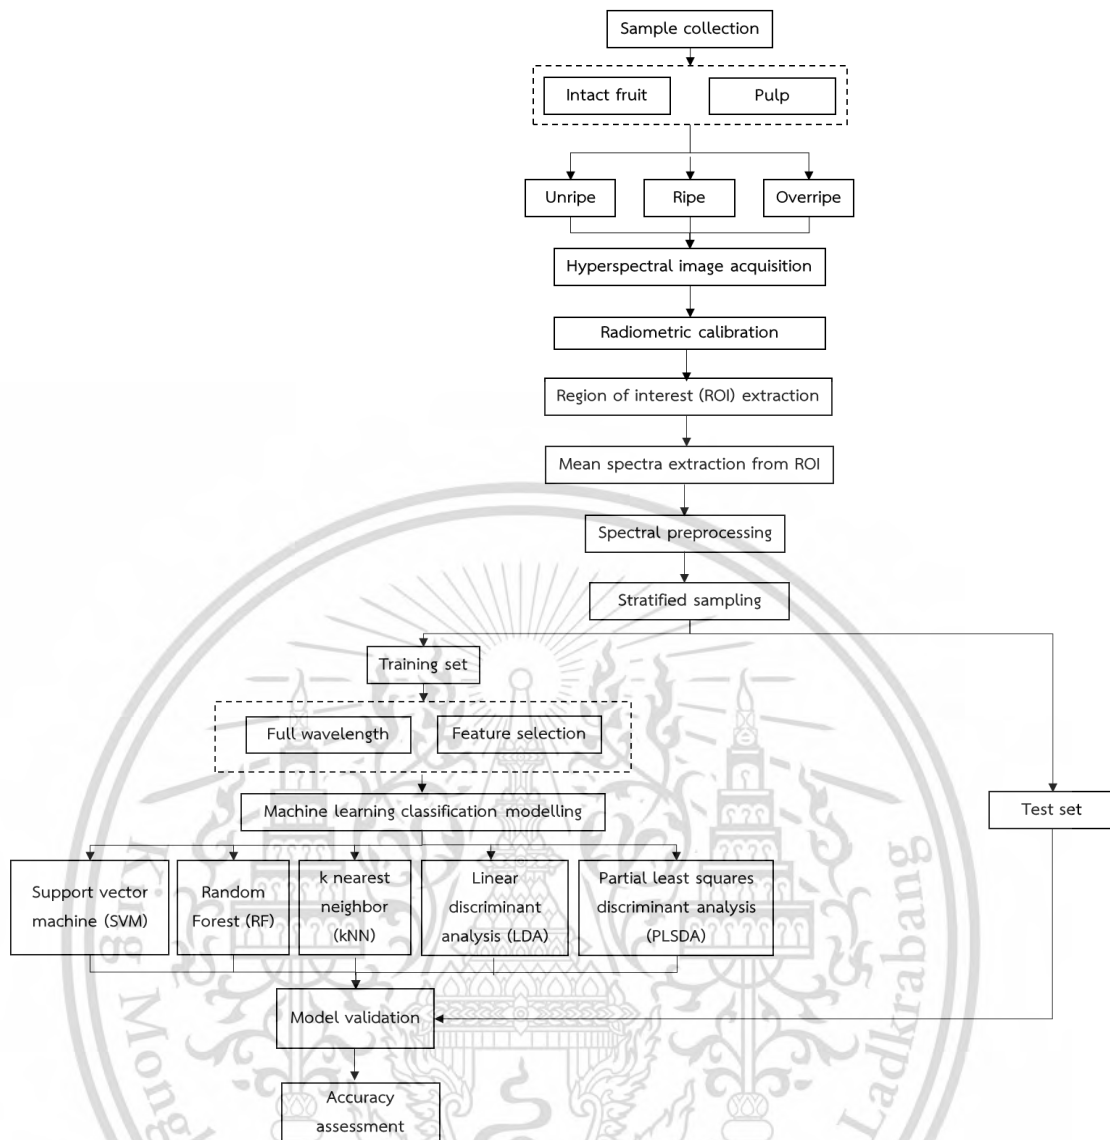 Sample collection
Intact fruit
Pulp
Unripe
Ripe
Overripe
Hyperspectral image acquisition
Radiometric calibration
Region of interest (ROI) extraction
Mean spectra extraction from ROI
Spectral preprocessing
Stratified sampling
Training set
Full wavelength
Feature selection
Machine learning classification modelling
Test set
Support vector
machine (SVM)
Random
Forest (RF)
k nearest
neighbor
(kNN)
Linear
discriminant
analysis (LDA)
Partial least squares
discriminant analysis
(PLSDA)
Model validation
Accuracy
assessment
King
Ladkrabang